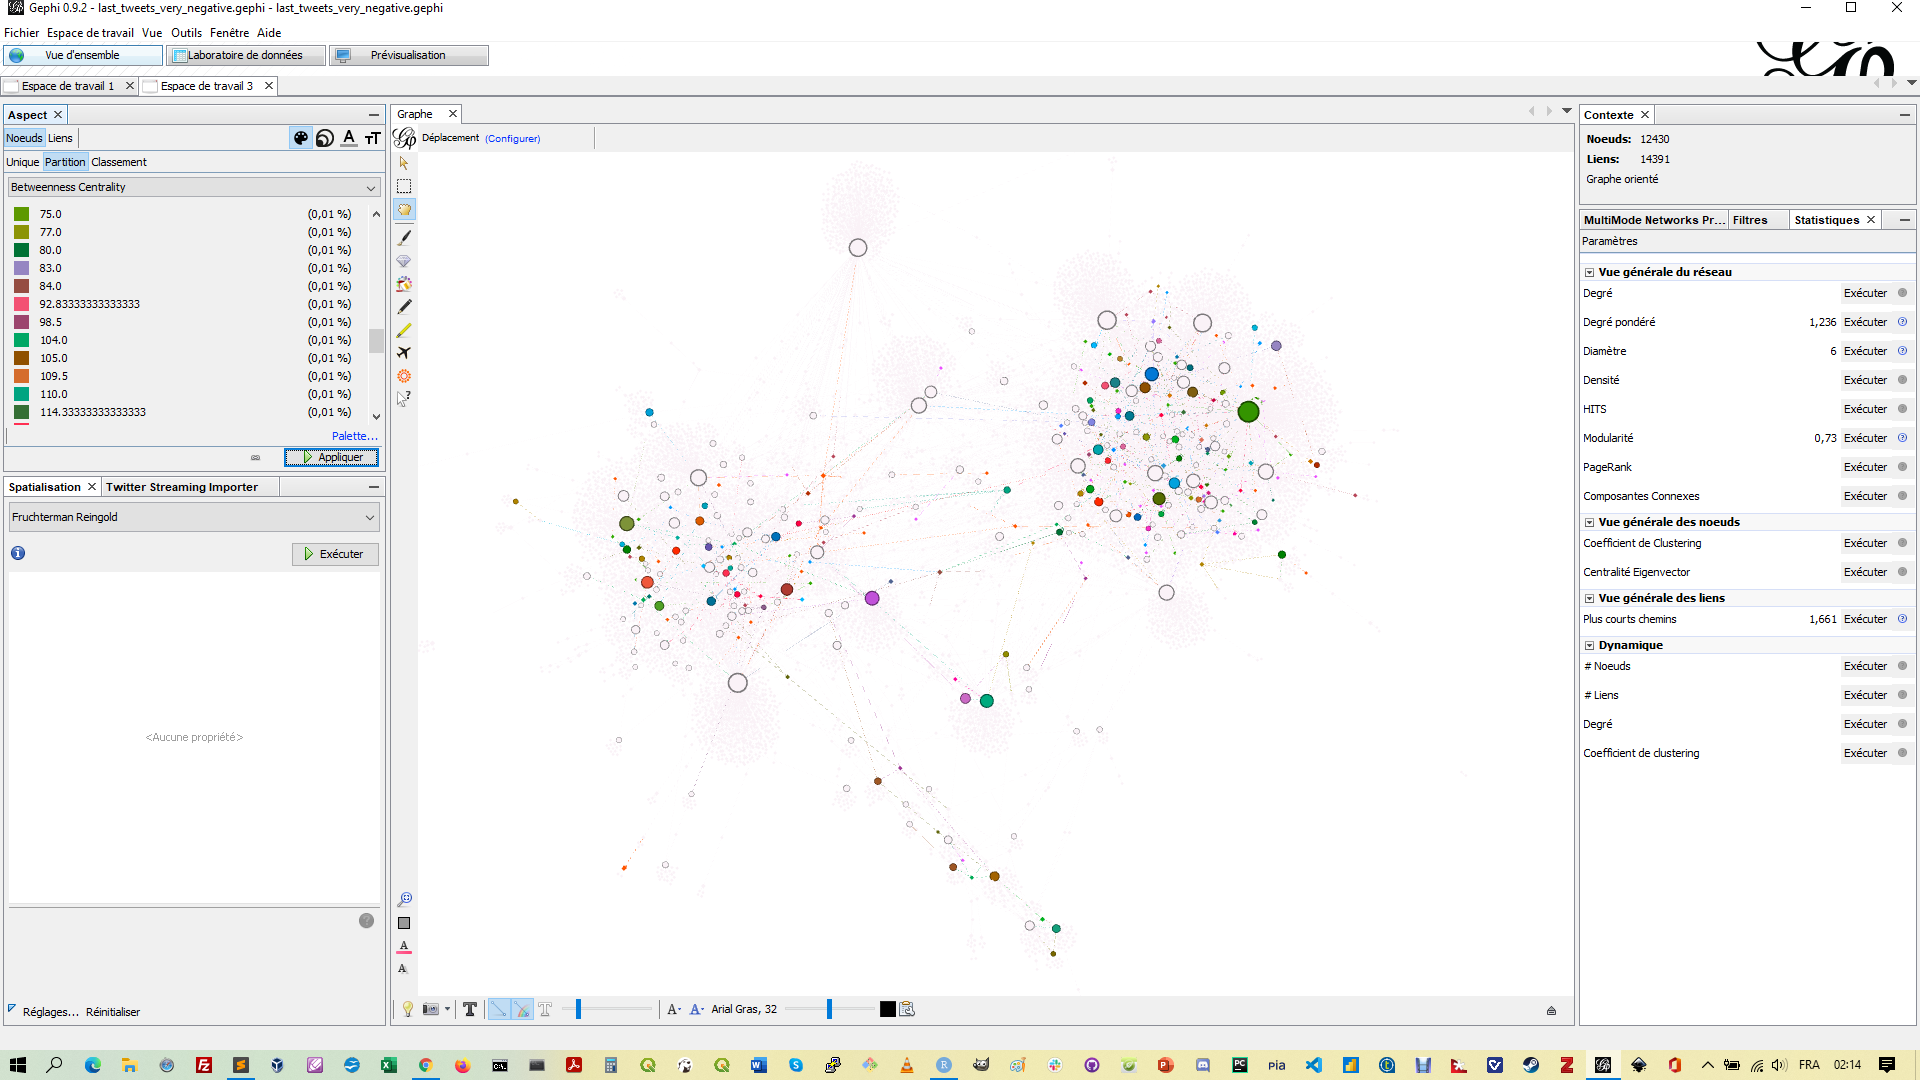 Gephi 0.9.2 - last_tweets_very_negative.gephi - last_tweets_very_negative.gephi
Fichier Espace de travail Vue Outils Fenêtre Aide
Vue d'ensemble Laboratoire de données Prévisualisation
Espace de travail 1 Espace de travail 3
Aspect
Noeuds Liens
Unique Partition Classement
Betweenness Centrality
75.0 (0,01 %)
77.0 (0,01 %)
80.0 (0,01 %)
83.0 (0,01 %)
84.0 (0,01 %)
92.83333333333333 (0,01 %)
98.5 (0,01 %)
104.0 (0,01 %)
105.0 (0,01 %)
109.5 (0,01 %)
110.0 (0,01 %)
114.33333333333333 (0,01 %)
Palette...
Appliquer
Spatialisation Twitter Streaming Importer
Fruchterman Reingold
Exécuter
<Aucune propriété>
Réglages... Réinitialiser
Graphe
Déplacement (Configurer)
Arial Gras, 32
Contexte
Noeuds: 12430
Liens: 14391
Graphe orienté
MultiMode Networks Pr... Filtres Statistiques
Paramètres
Vue générale du réseau
Degré Exécuter
Degré pondéré 1,236 Exécuter
Diamètre 6 Exécuter
Densité Exécuter
HITS Exécuter
Modularité 0,73 Exécuter
PageRank Exécuter
Composantes Connexes Exécuter
Vue générale des noeuds
Coefficient de Clustering Exécuter
Centralité Eigenvector Exécuter
Vue générale des liens
Plus courts chemins 1,661 Exécuter
Dynamique
# Noeuds Exécuter
# Liens Exécuter
Degré Exécuter
Coefficient de clustering Exécuter
pia FRA 02:14